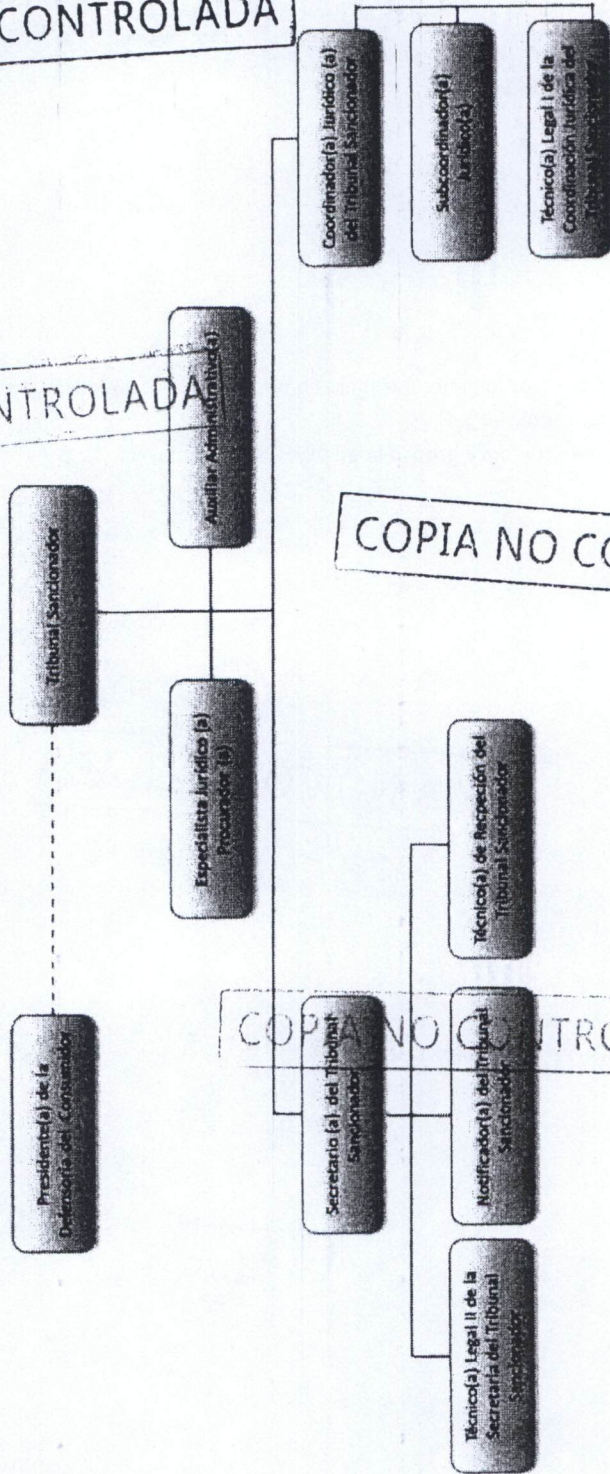 CONTROLADA
NTROLADA
COPIA NO CO
COPIA NO CONTRO
Presidente(a) de la
Defensoría del Consumidor
Tribunal Sancionador
Especialista Jurídico (a)
Procurador (a)
Auxiliar Administrativo(a)
Secretario (a) del Tribunal
Sancionador
Coordinador(a) Jurídico (a)
del Tribunal Sancionador
Técnico(a) Legal II de la
Secretaría del Tribunal
Sancionador
Notificador(a) del Tribunal
Sancionador
Técnico(a) de Recpeción del
Tribunal Sancionador
Subcoordinador(a)
Jurídico(a)
Técnico(a) Legal I de la
Coordinación Jurídica del
Tribunal Sancionador